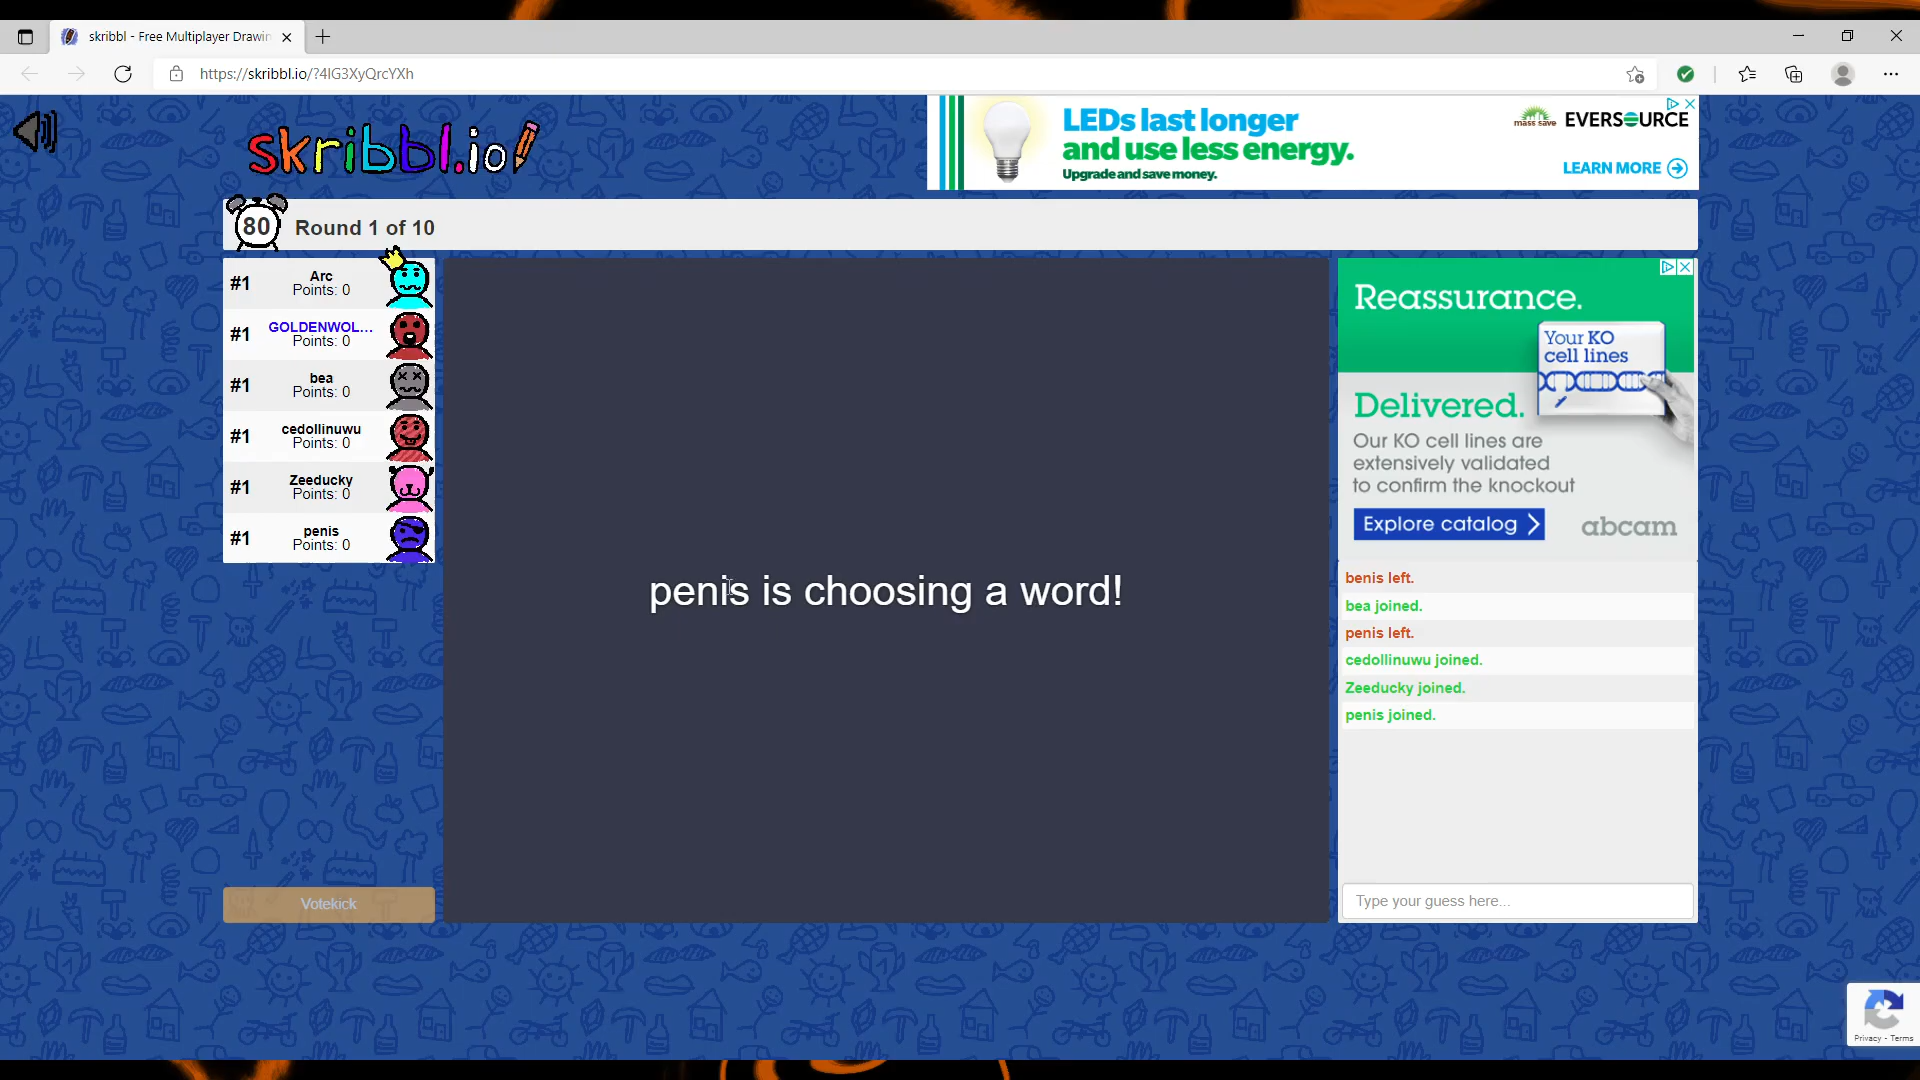 skribbl - Free Multiplayer Drawin
https://skribbl.io/?4IG3XyQrcYXh
skribbl.io
LEDs last longer
and use less energy.
Upgrade and save money.
mass save
EVERSOURCE
LEARN MORE
80
Round 1 of 10
#1
Arc
Points: 0
#1
GOLDENWOL...
Points: 0
#1
bea
Points: 0
#1
cedollinuwu
Points: 0
#1
Zeeducky
Points: 0
#1
penis
Points: 0
Votekick
penis is choosing a word!
Reassurance.
Your KO
cell lines
Delivered.
Our KO cell lines are
extensively validated
to confirm the knockout
Explore catalog
abcam
benis left.
bea joined.
penis left.
cedollinuwu joined.
Zeeducky joined.
penis joined.
Type your guess here...
Privacy - Terms